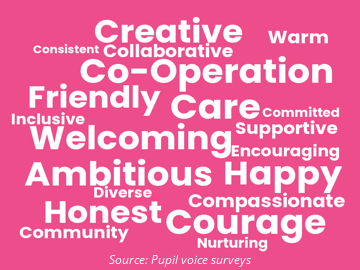 Creative
Warm
Consistent
Collaborative
Co-Operation
Friendly
Care
Committed
Inclusive
Supportive
Welcoming
Encouraging
Ambitious
Happy
Diverse
Compassionate
Honest
Courage
Community
Nurturing
Source: Pupil voice surveys